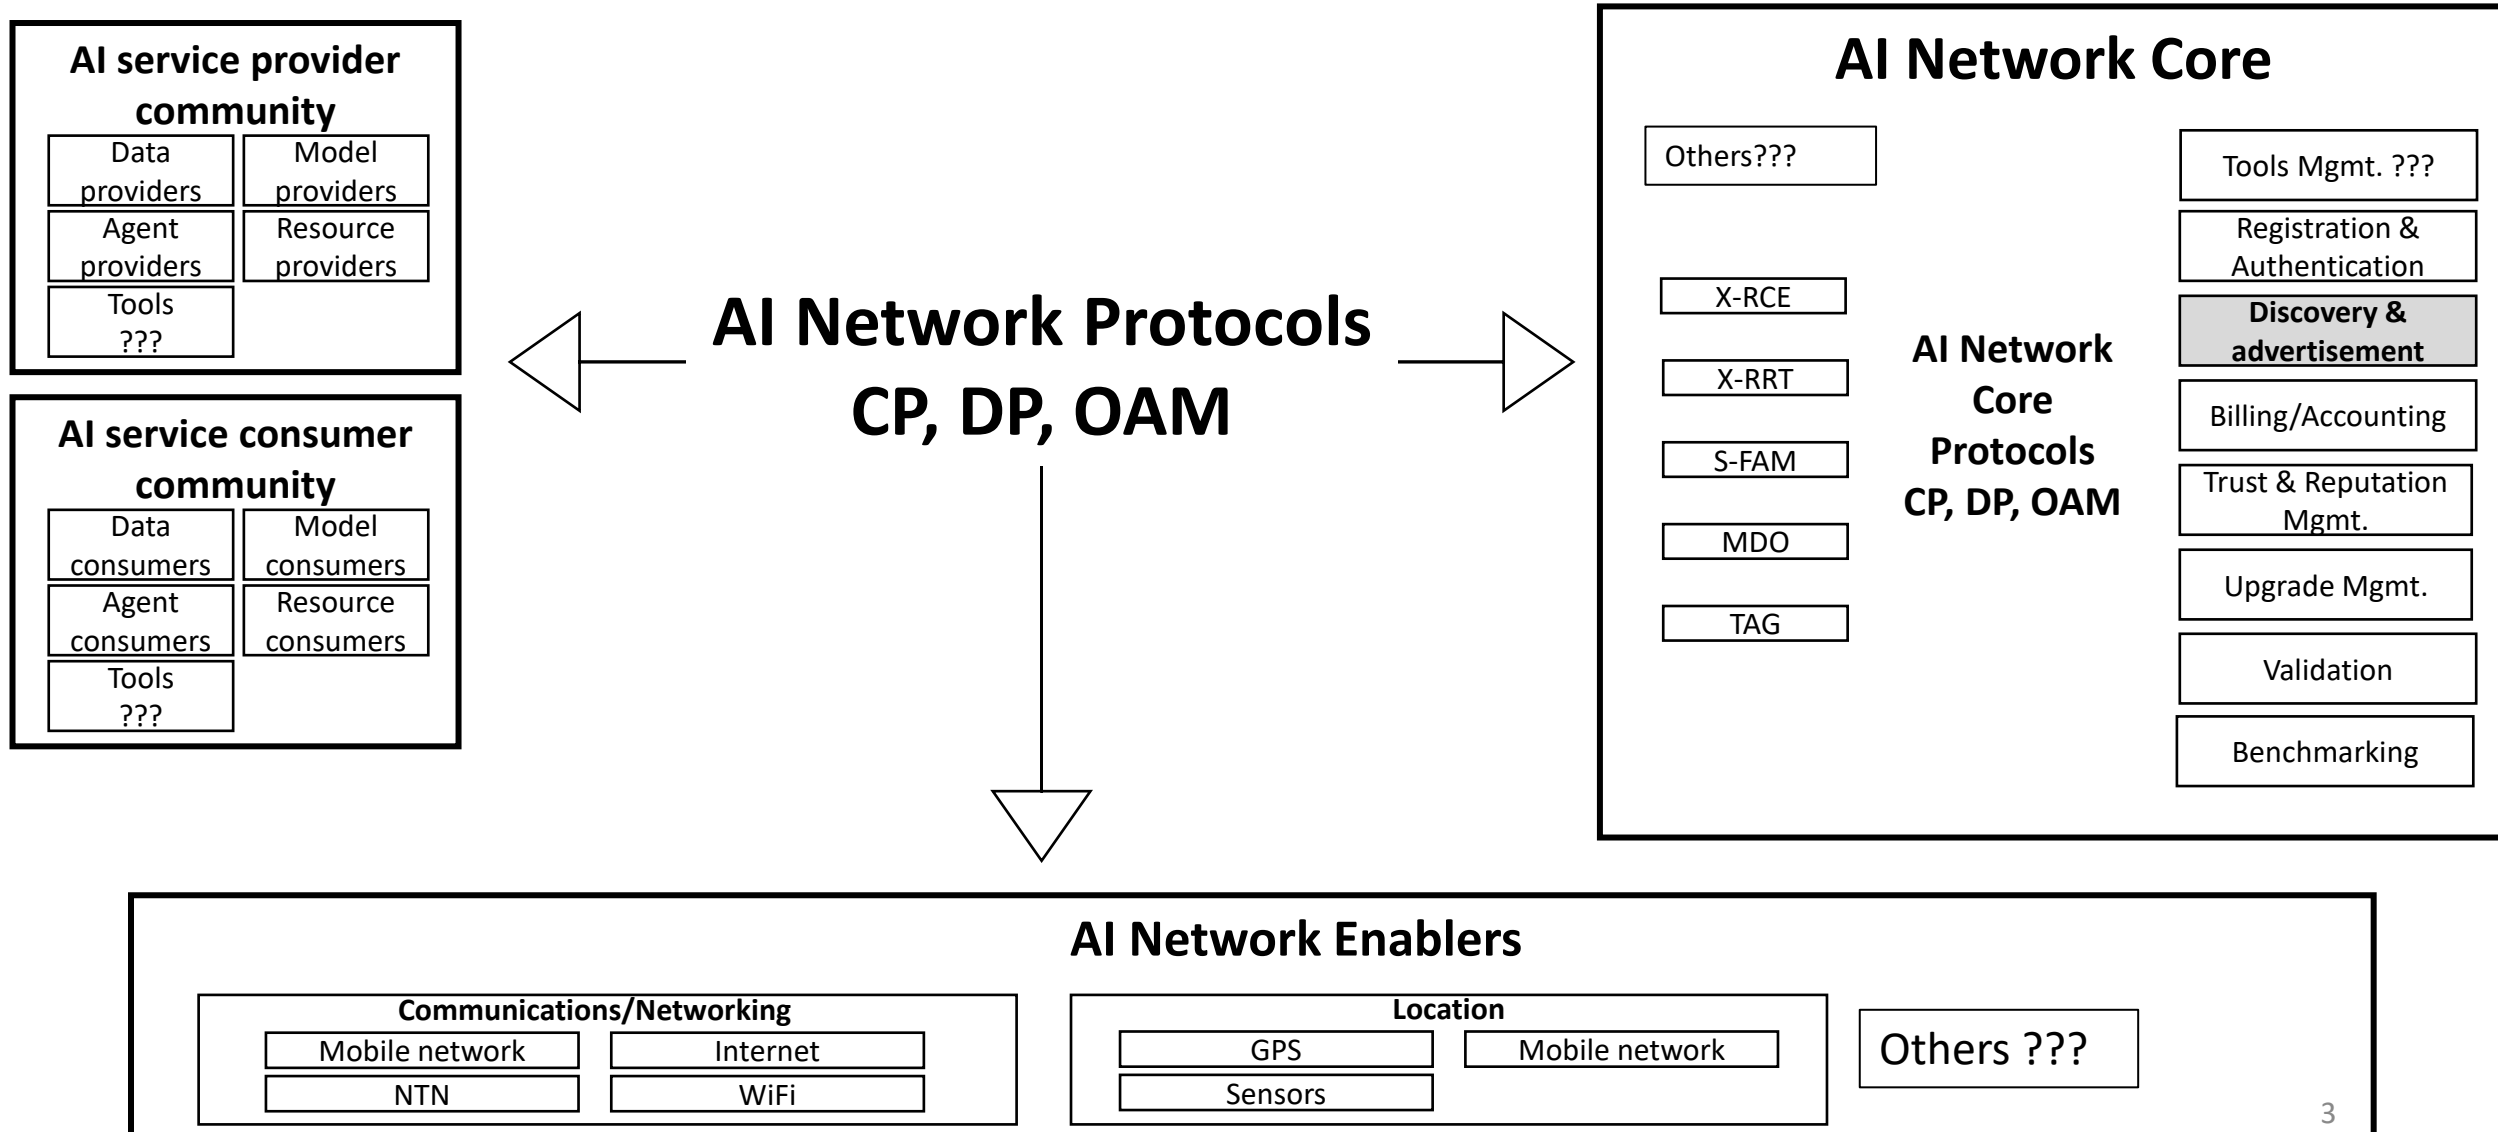 AI service provider
community
Data
providers
Model
providers
Agent
providers
Resource
providers
Tools
???
AI service consumer
community
Data
consumers
Model
consumers
Agent
consumers
Resource
consumers
Tools
???
AI Network Protocols
CP, DP, OAM
AI Network Core
Others???
X-RCE
X-RRT
S-FAM
MDO
TAG
AI Network
Core
Protocols
CP, DP, OAM
Tools Mgmt. ???
Registration &
Authentication
Discovery &
advertisement
Billing/Accounting
Trust & Reputation
Mgmt.
Upgrade Mgmt.
Validation
Benchmarking
AI Network Enablers
Communications/Networking
Mobile network
Internet
NTN
WiFi
Location
GPS
Mobile network
Sensors
Others ???
3